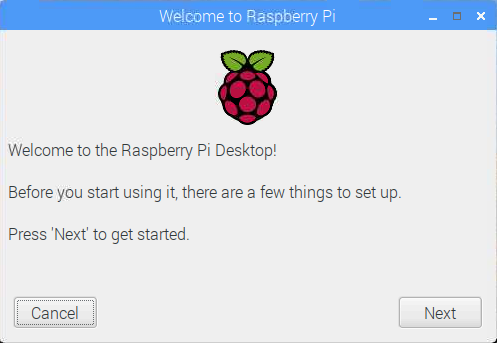 Welcome to Raspberry Pi
Welcome to the Raspberry Pi Desktop!
Before you start using it, there are a few things to set up.
Press 'Next' to get started.
Cancel
Next